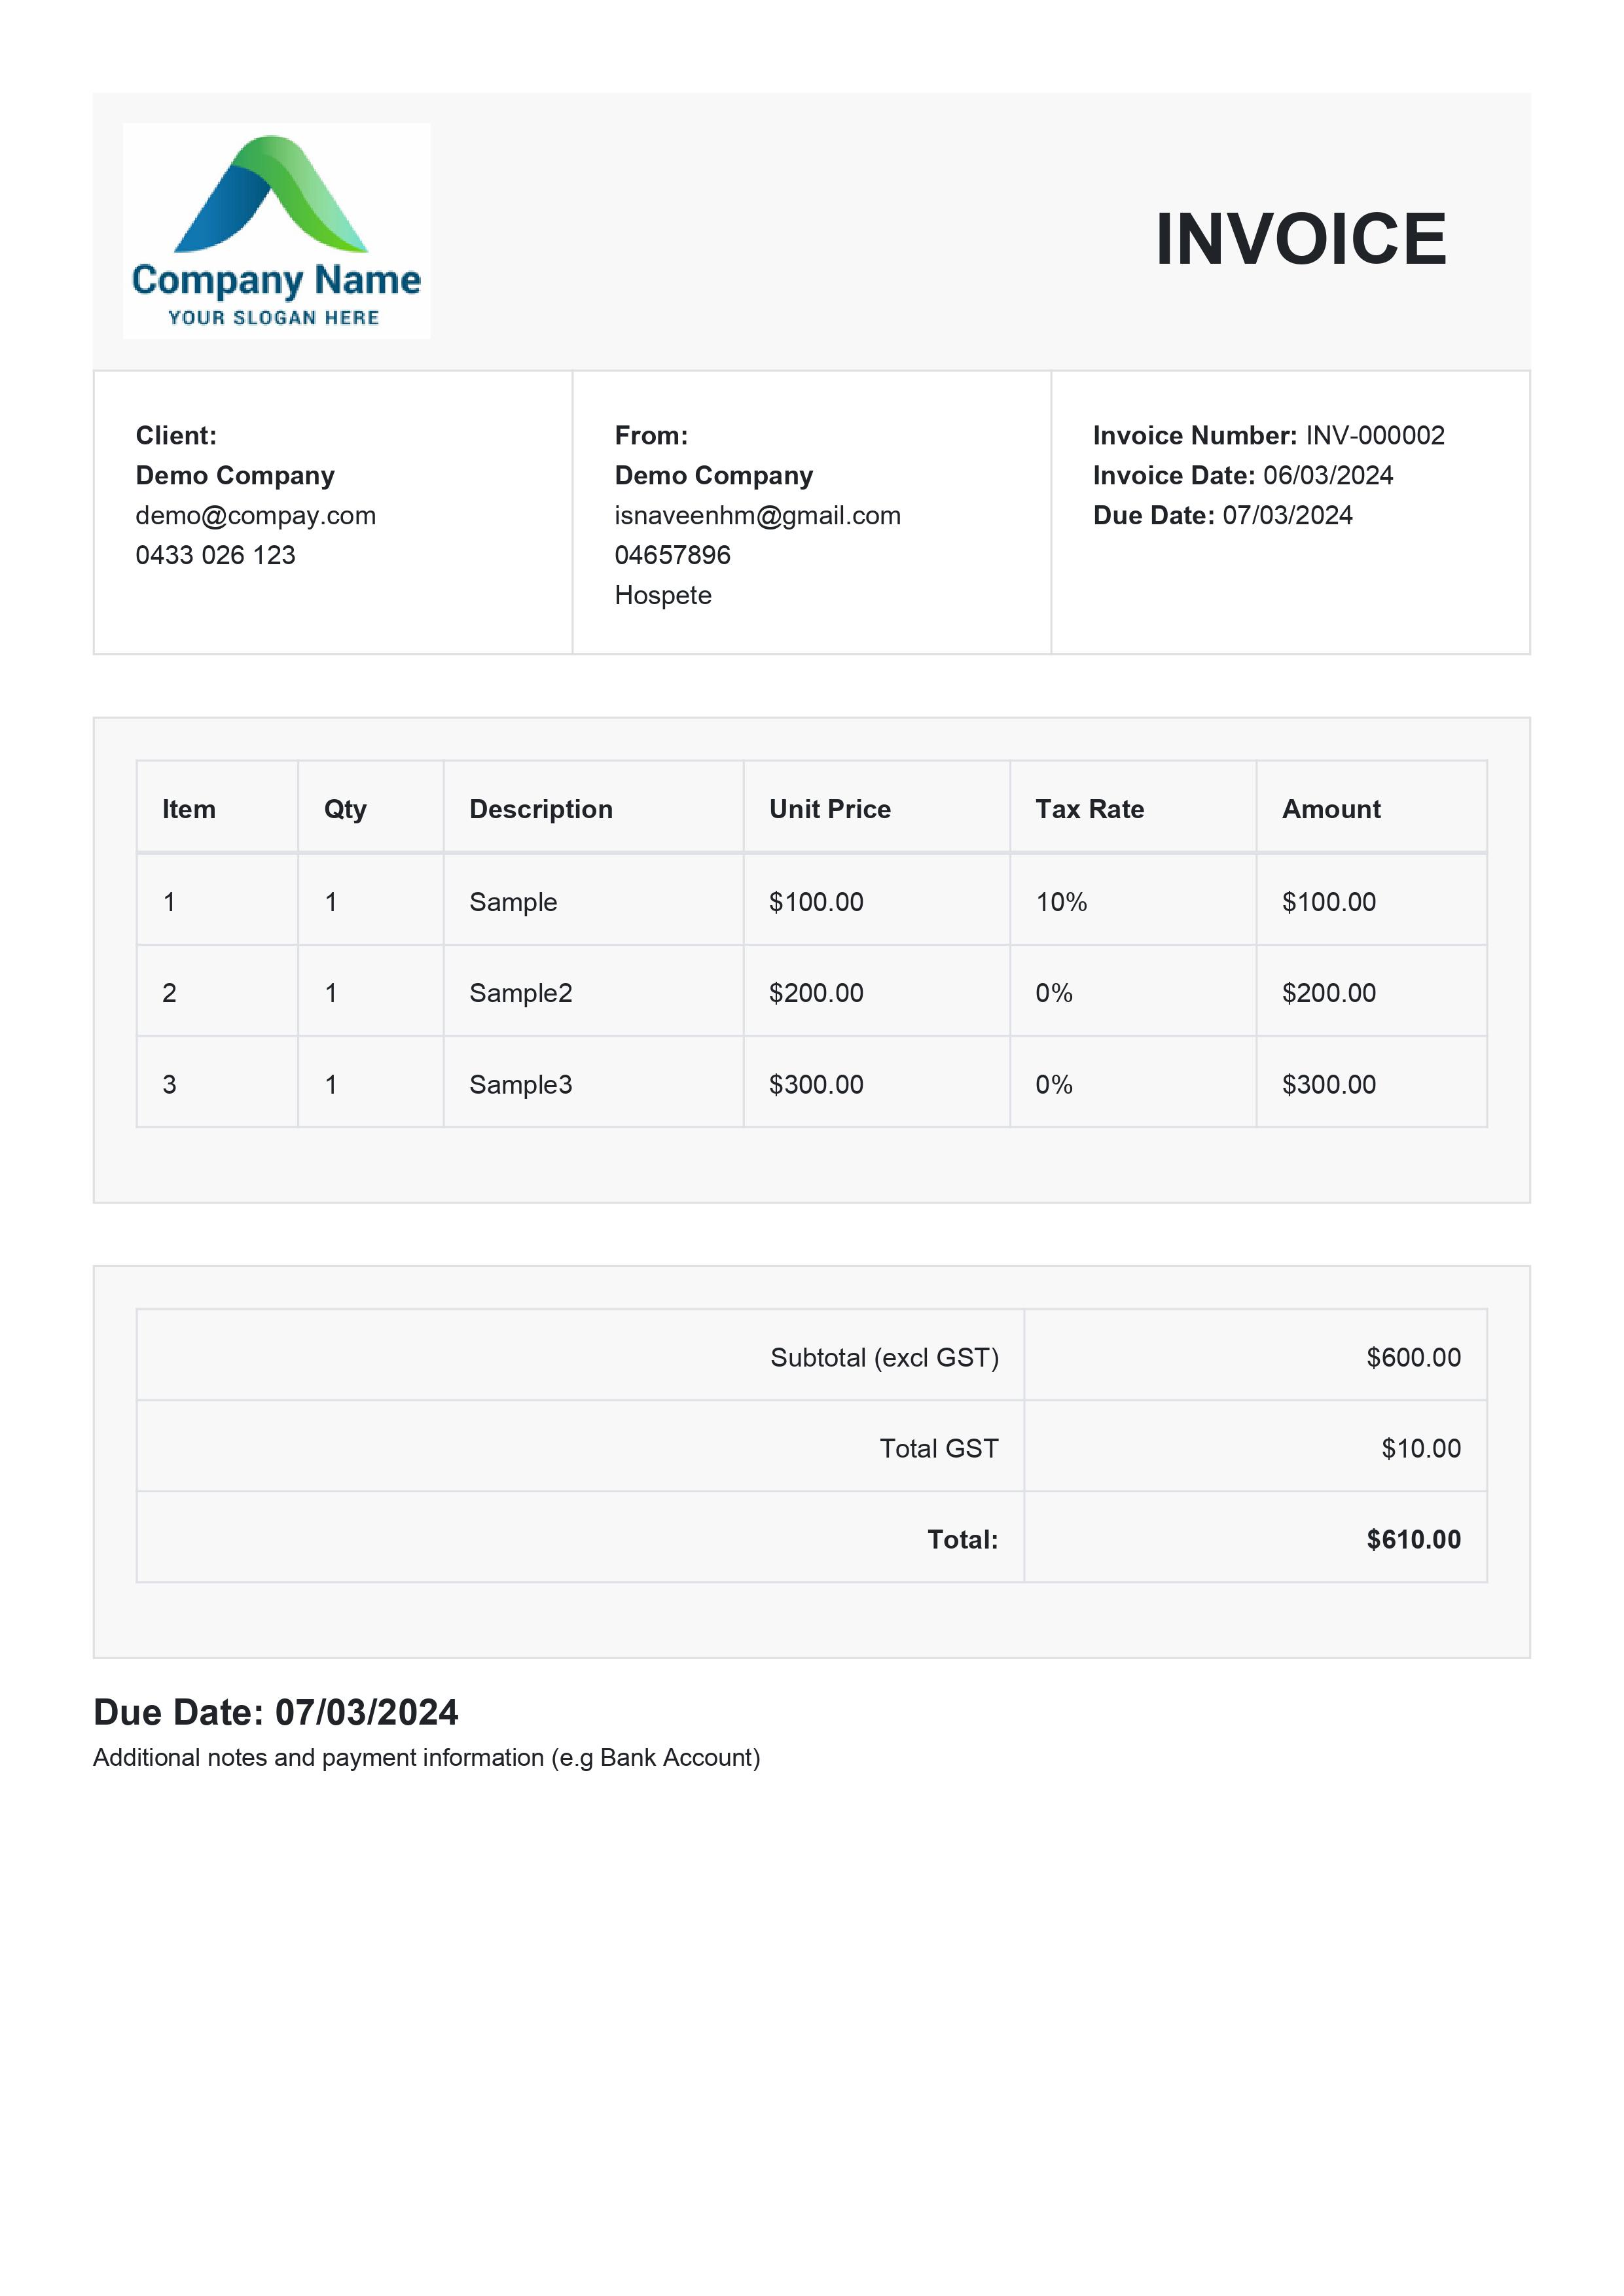 Company Name
YOUR SLOGAN HERE
INVOICE
Client:
Demo Company
demo@compay.com
0433 026 123
From:
Demo Company
isnaveenhm@gmail.com
04657896
Hospete
Invoice Number: INV-000002
Invoice Date: 06/03/2024
Due Date: 07/03/2024
Item Qty Description Unit Price Tax Rate Amount
1 1 Sample $100.00 10% $100.00
2 1 Sample2 $200.00 0% $200.00
3 1 Sample3 $300.00 0% $300.00
Subtotal (excl GST) $600.00
Total GST $10.00
Total: $610.00
Due Date: 07/03/2024
Additional notes and payment information (e.g Bank Account)